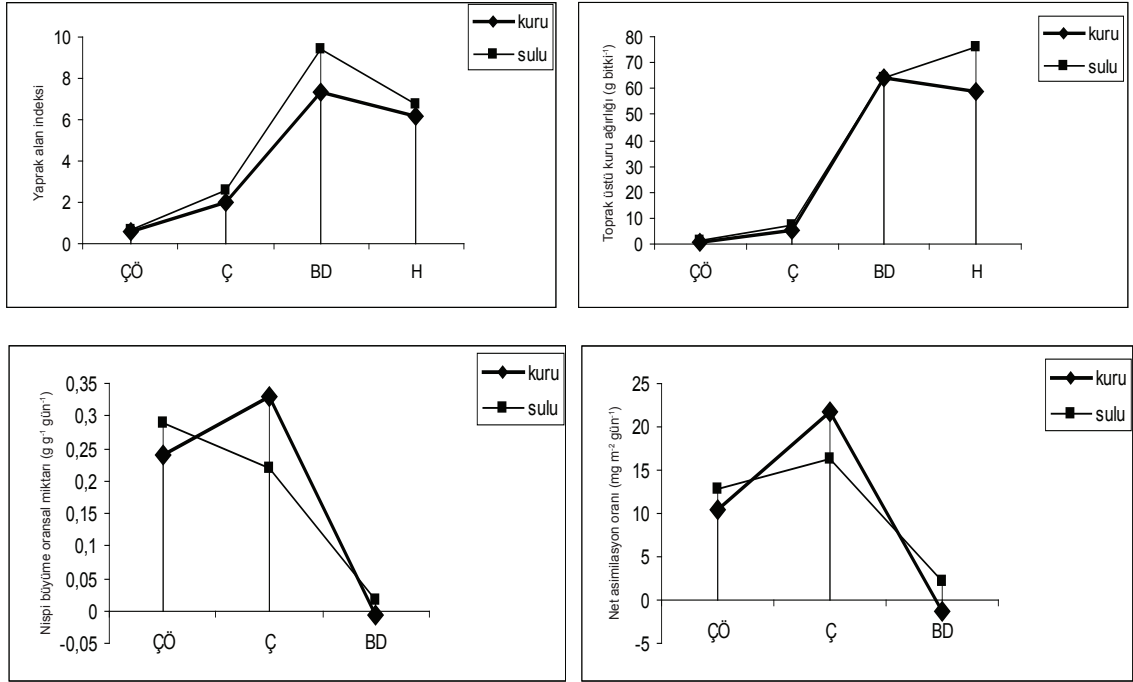 kuru
sulu
Yaprak alan indeksi
10
8
6
4
2
0
ÇÖ Ç BD H
kuru
sulu
Toprak üstü kuru ağırlığı (g bitki⁻¹)
80
70
60
50
40
30
20
10
0
ÇÖ Ç BD H
kuru
sulu
Nispi büyüme oransal miktarı (g g⁻¹ gün⁻¹)
0,35
0,3
0,25
0,2
0,15
0,1
0,05
0
-0,05
ÇÖ Ç BD
kuru
sulu
Net asimilasyon oranı (mg m⁻² gün⁻¹)
25
20
15
10
5
0
-5
ÇÖ Ç BD